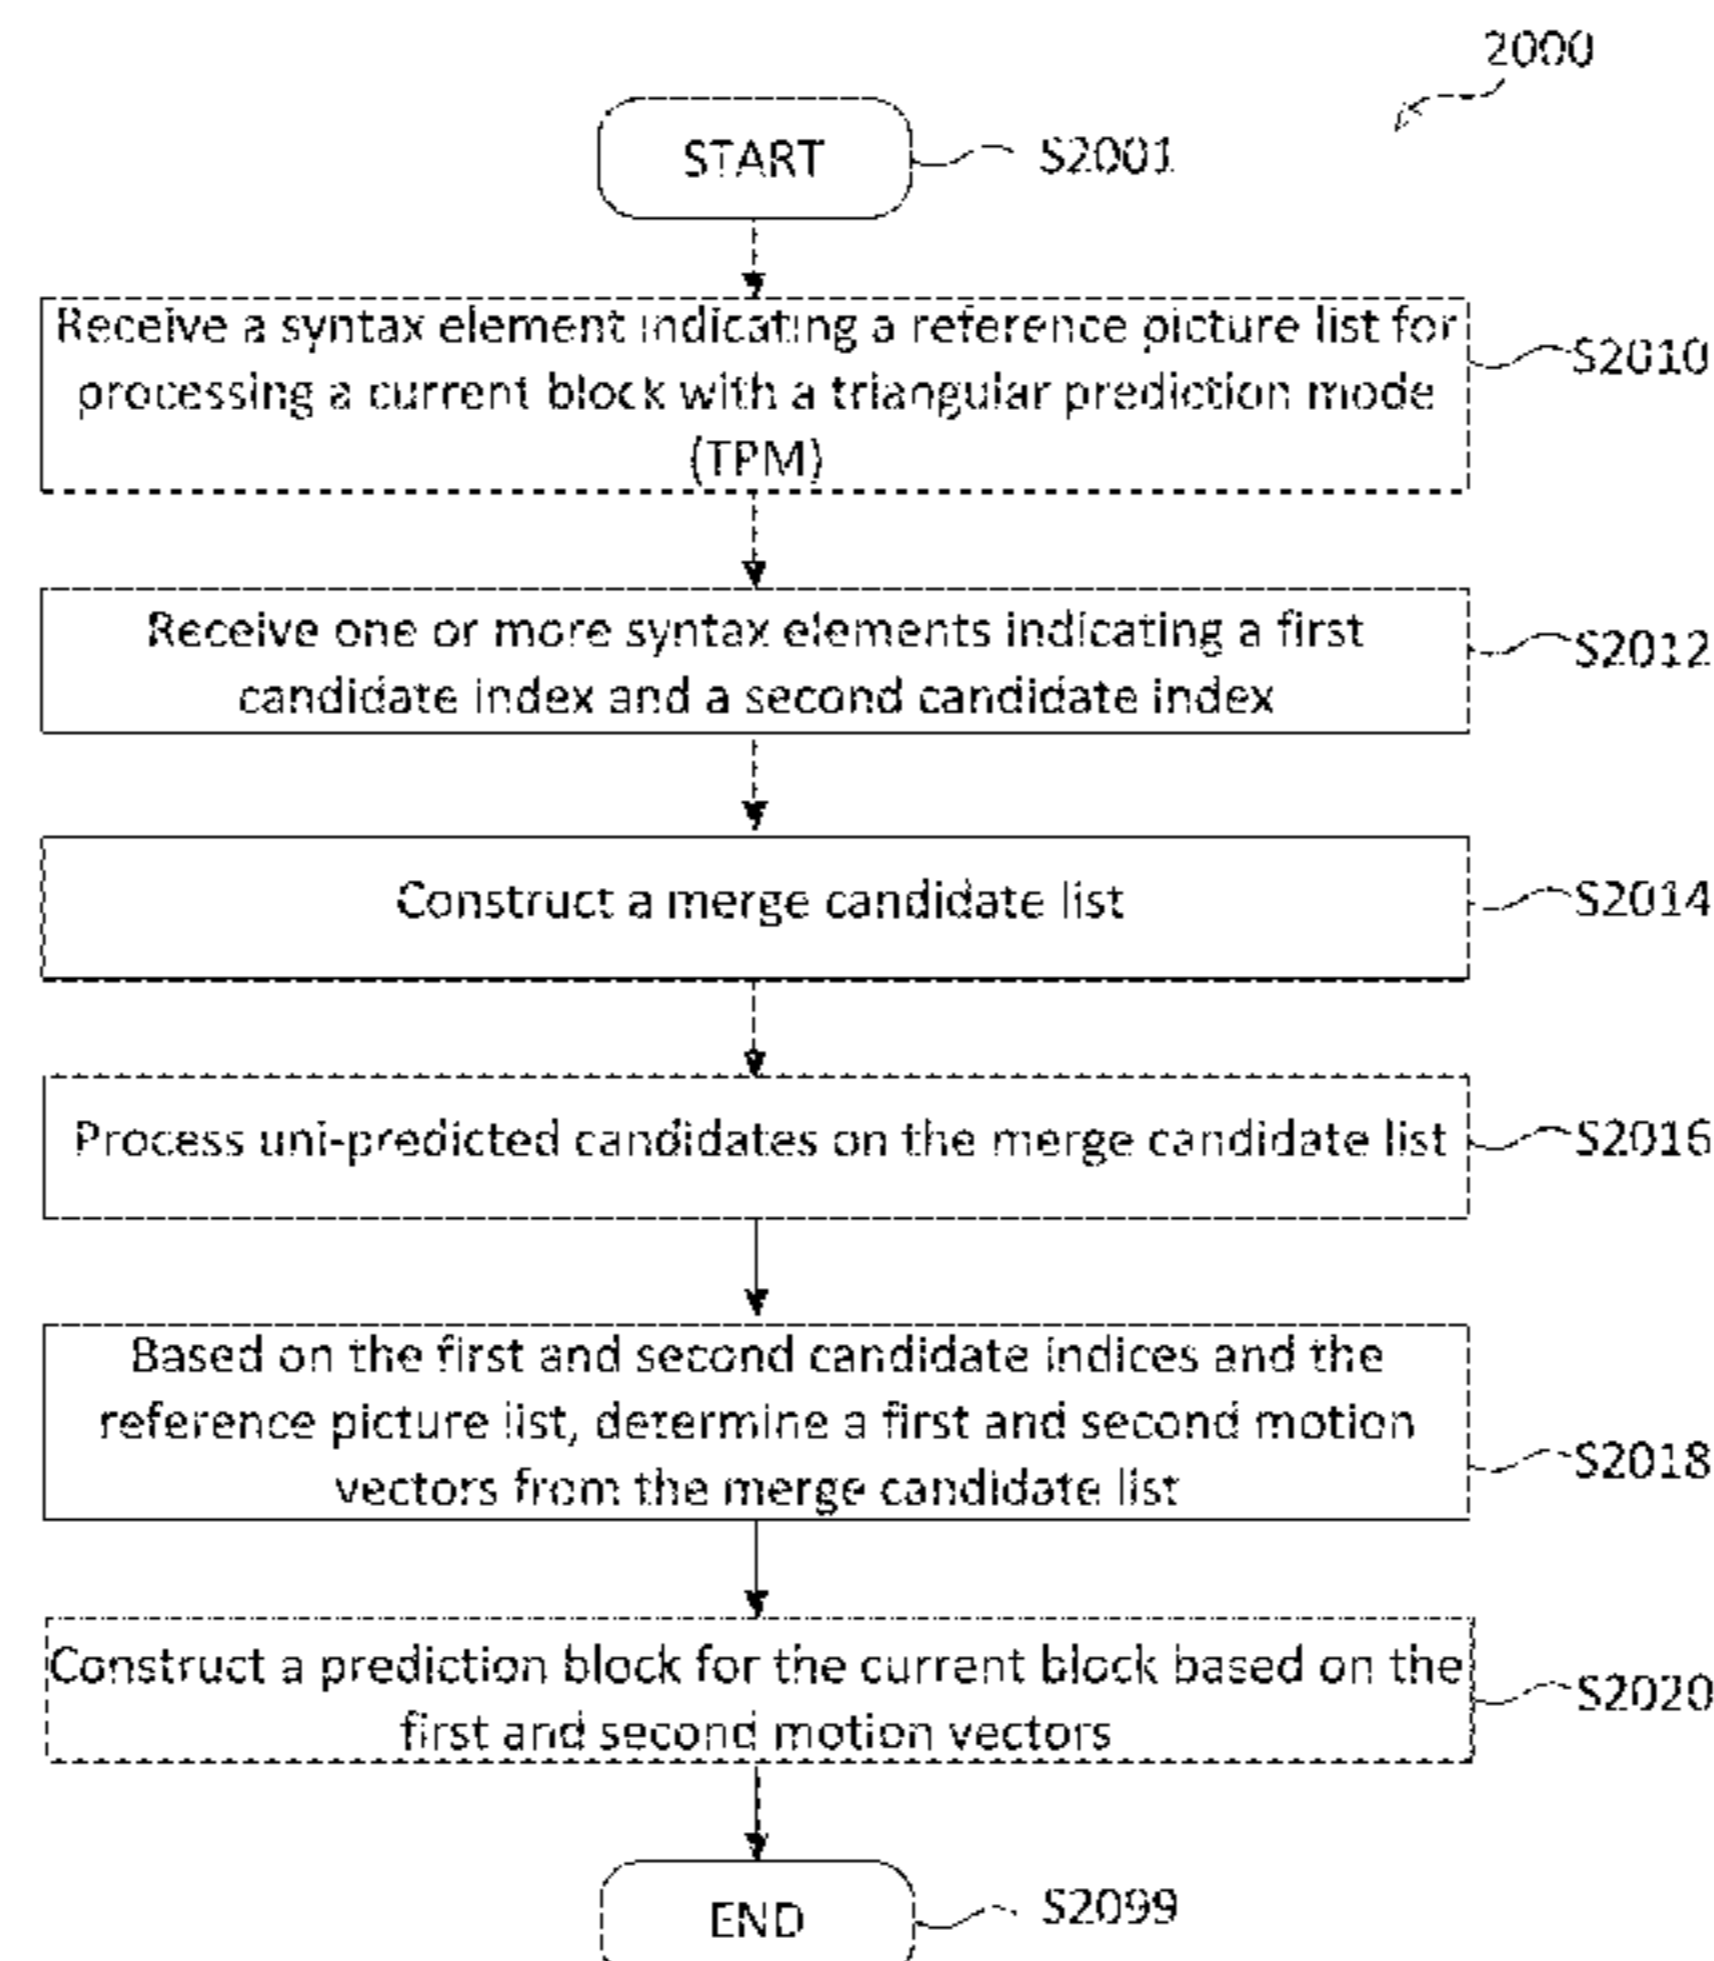 2000
START
S2001
Receive a syntax element indicating a reference picture list for
processing a current block with a triangular prediction mode
(TPM)
S2010
Receive one or more syntax elements indicating a first
candidate index and a second candidate index
S2012
Construct a merge candidate list
S2014
Process uni-predicted candidates on the merge candidate list
S2016
Based on the first and second candidate indices and the
reference picture list, determine a first and second motion
vectors from the merge candidate list
S2018
Construct a prediction block for the current block based on the
first and second motion vectors
S2020
END
S2099